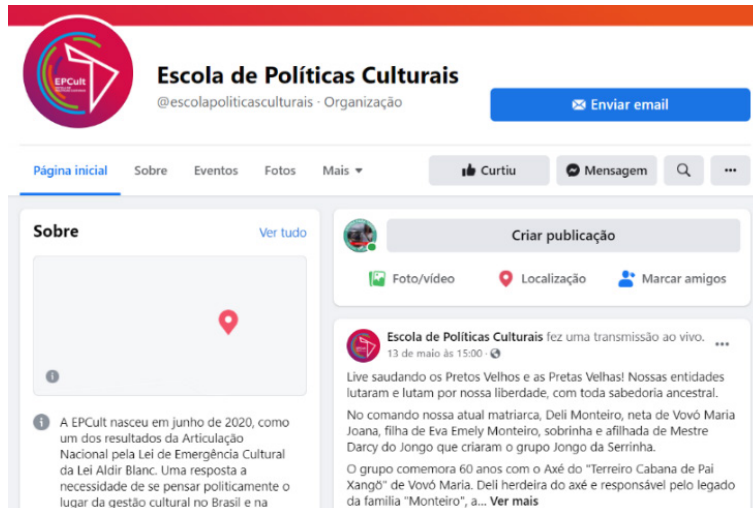 EPCult
Escola de Políticas Culturais
@escolapoliticasculturais · Organização
Enviar email
Página inicial
Sobre
Eventos
Fotos
Mais
Curtiu
Mensagem
Sobre
Ver tudo
A EPCult nasceu em junho de 2020, como
um dos resultados da Articulação
Nacional pela Lei de Emergência Cultural
da Lei Aldir Blanc. Uma resposta a
necessidade de se pensar politicamente o
lugar da gestão cultural no Brasil e na
Criar publicação
Foto/vídeo
Localização
Marcar amigos
Escola de Políticas Culturais fez uma transmissão ao vivo.
13 de maio às 15:00 ·
Live saudando os Pretos Velhos e as Pretas Velhas! Nossas entidades
lutaram e lutam por nossa liberdade, com toda sabedoria ancestral.
No comando nossa atual matriarca, Deli Monteiro, neta de Vovó Maria
Joana, filha de Eva Emely Monteiro, sobrinha e afilhada de Mestre
Darcy do Jongo que criaram o grupo Jongo da Serrinha.
O grupo comemora 60 anos com o Axé do "Terreiro Cabana de Pai
Xangô" de Vovó Maria. Deli herdeira do axé e responsável pelo legado
da familia "Monteiro", a... Ver mais